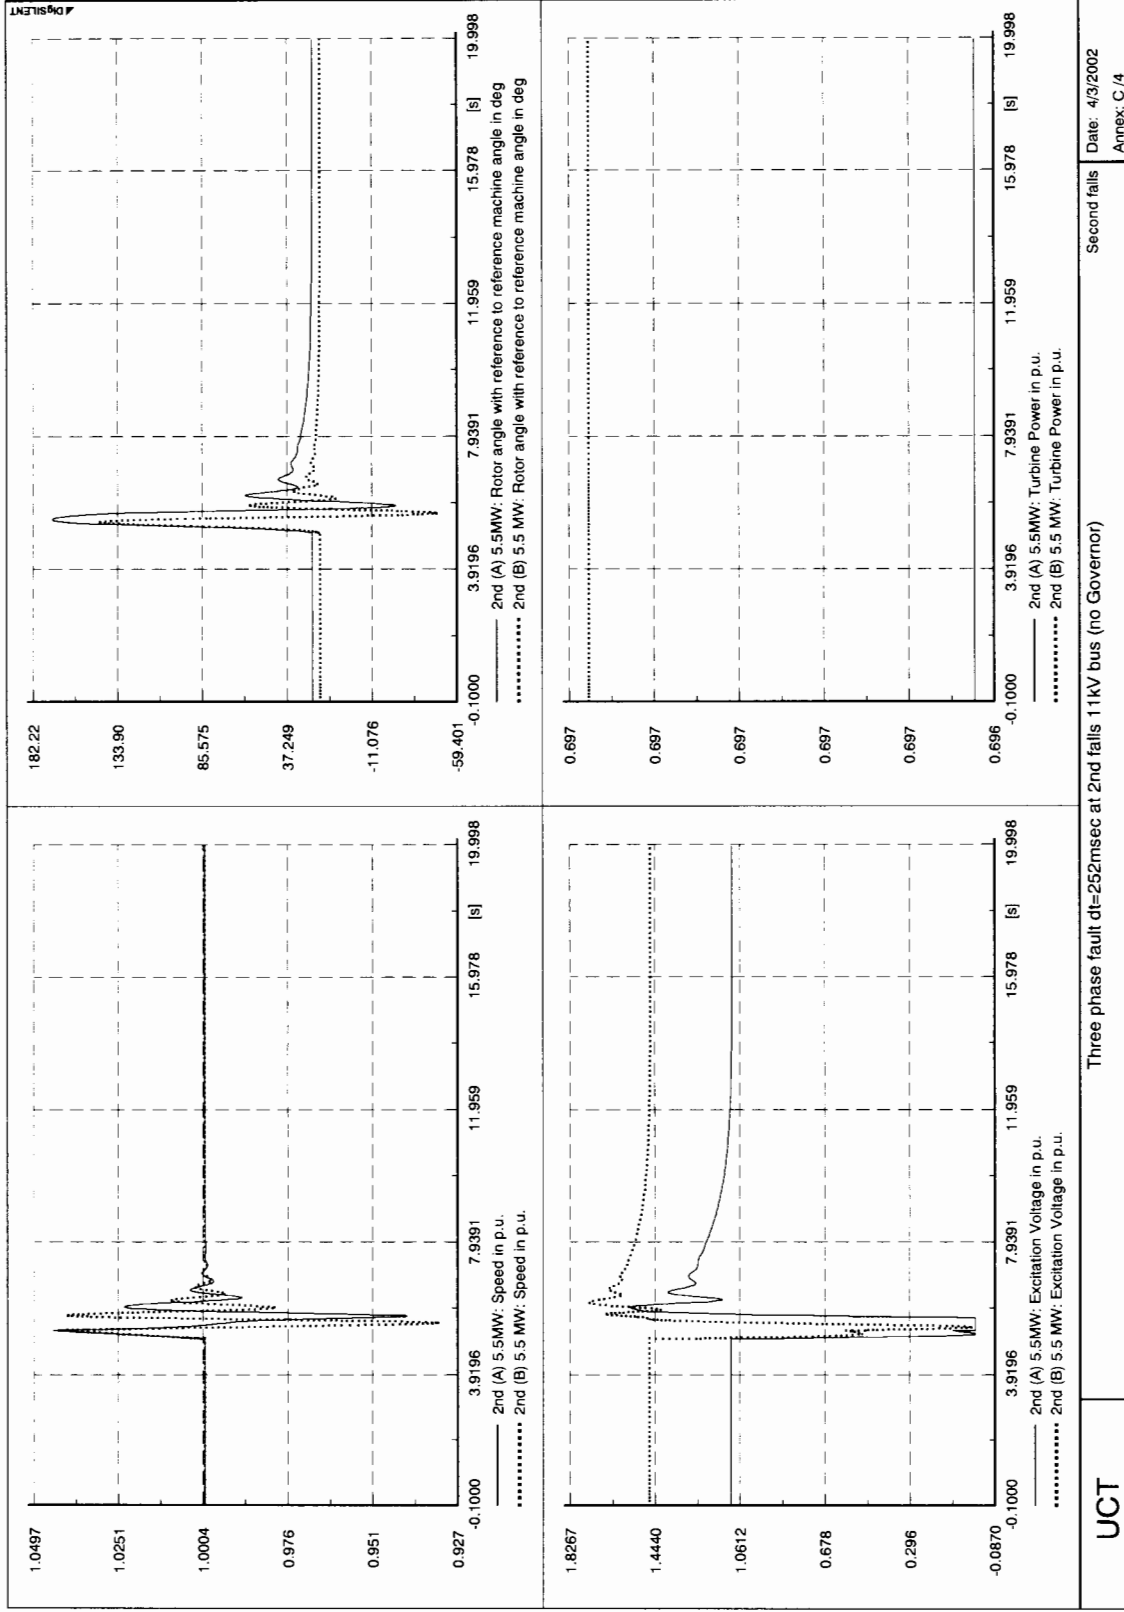 DIgSILENT
1.0497
1.0251
1.0004
0.976
0.951
0.927
-0.1000 3.9196 7.9391 11.959 15.978 [s] 19.998
2nd (A) 5.5MW: Speed in p.u.
2nd (B) 5.5 MW: Speed in p.u.
182.22
133.90
85.575
37.249
-11.076
-59.401
-0.1000 3.9196 7.9391 11.959 15.978 [s] 19.998
2nd (A) 5.5MW: Rotor angle with reference to reference machine angle in deg
2nd (B) 5.5 MW: Rotor angle with reference to reference machine angle in deg
1.8267
1.4440
1.0612
0.678
0.2996
-0.0870
-0.1000 3.9196 7.9391 11.959 15.978 [s] 19.998
2nd (A) 5.5MW: Excitation Voltage in p.u.
2nd (B) 5.5 MW: Excitation Voltage in p.u.
0.697
0.697
0.697
0.697
0.697
0.696
-0.1000 3.9196 7.9391 11.959 15.978 [s] 19.998
2nd (A) 5.5MW: Turbine Power in p.u.
2nd (B) 5.5 MW: Turbine Power in p.u.
UCT
Three phase fault dt=252msec at 2nd falls 11kV bus (no Governor)
Second falls
Date: 4/3/2002
Annex: C /4